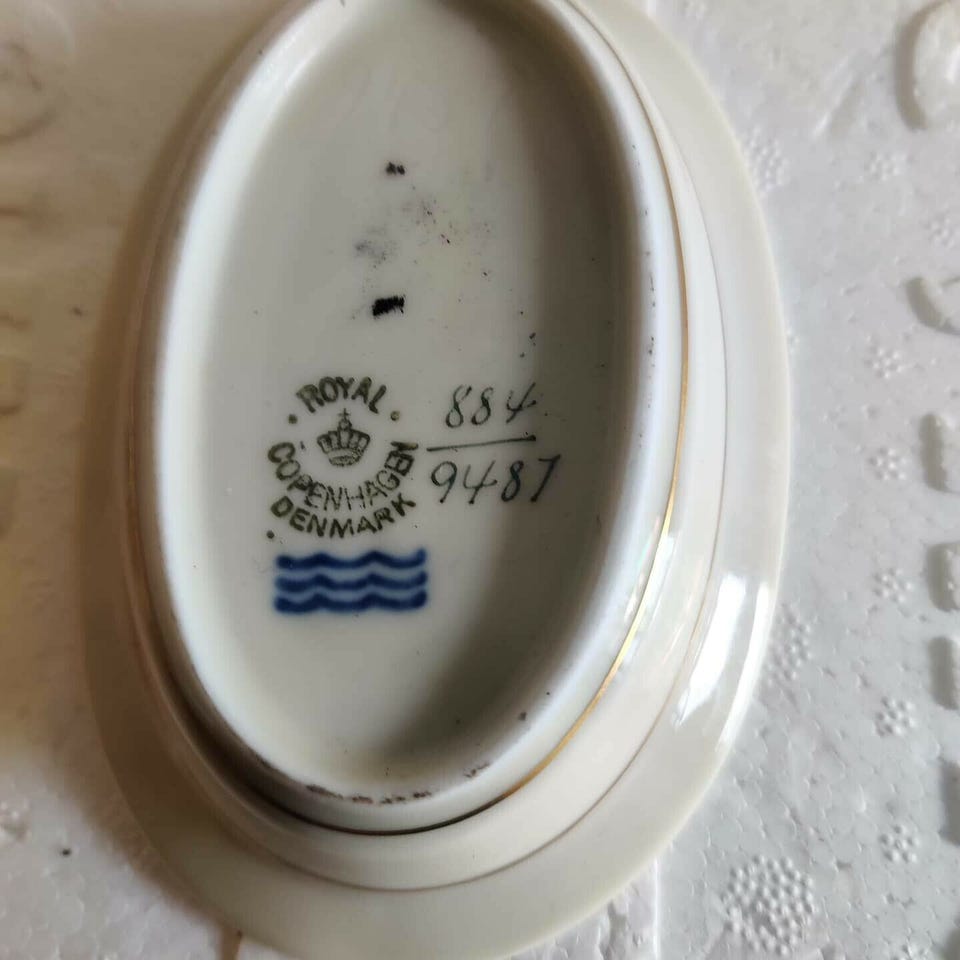 ROYAL
COPENHAGEN
DENMARK
884
9487